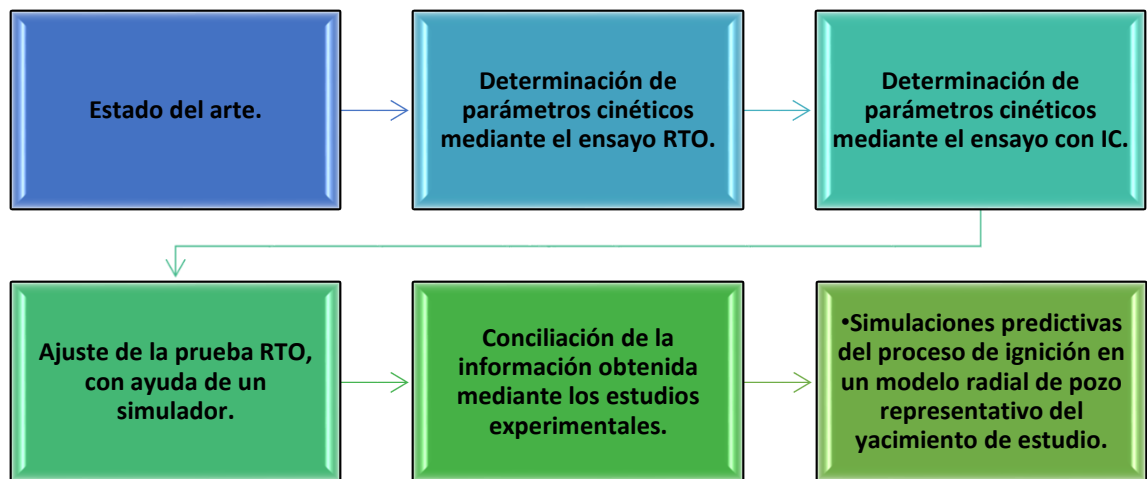 Estado del arte.
Determinación de
parámetros cinéticos
mediante el ensayo RTO.
Determinación de
parámetros cinéticos
mediante el ensayo con IC.
Ajuste de la prueba RTO,
con ayuda de un
simulador.
Conciliación de la
información obtenida
mediante los estudios
experimentales.
•Simulaciones predictivas
del proceso de ignición en
un modelo radial de pozo
representativo del
yacimiento de estudio.